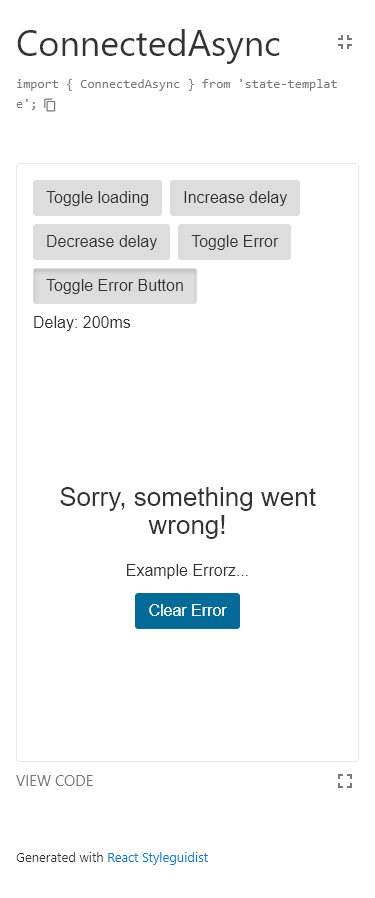 ConnectedAsync
import { ConnectedAsync } from 'state-templat
e';
Toggle loading Increase delay
Decrease delay Toggle Error
Toggle Error Button
Delay: 200ms
Sorry, something went
wrong!
Example Errorz...
Clear Error
VIEW CODE
Generated with React Styleguidist